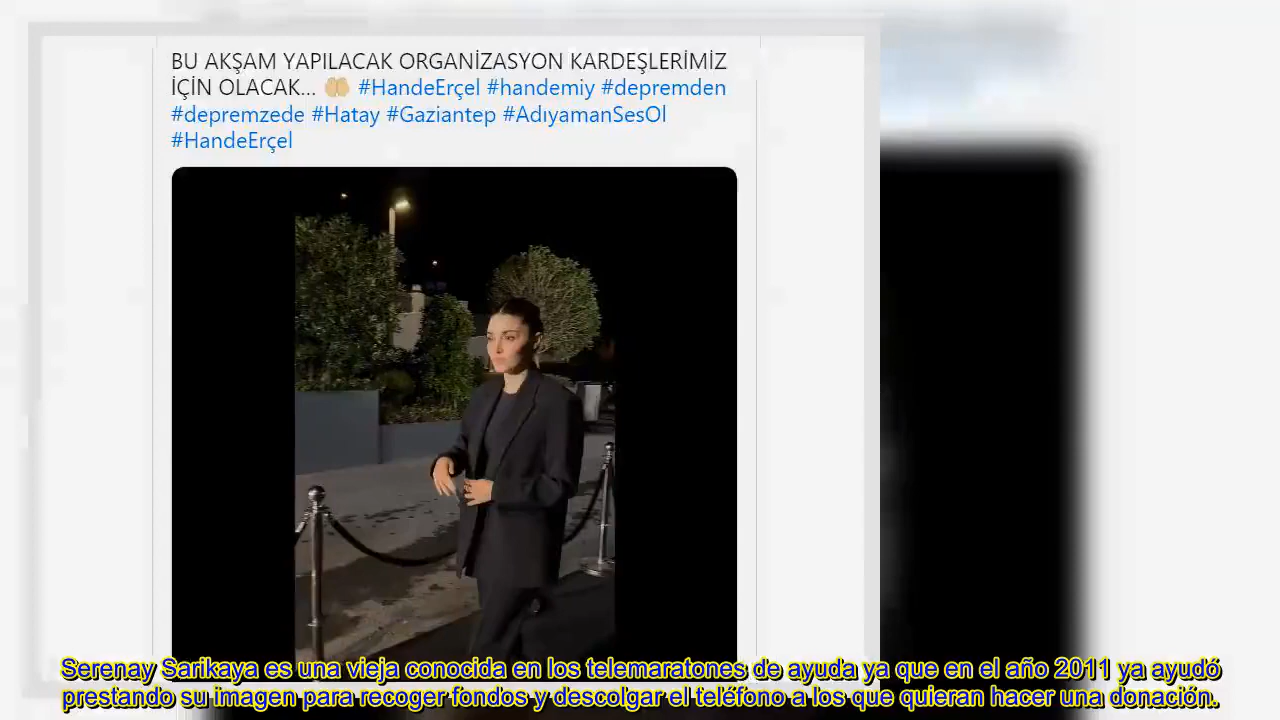 BU AKŞAM YAPILACAK ORGANİZASYON KARDEŞLERİMİZ
İÇİN OLACAK... 🤲🏼 #HandeErçel #handemiy #depremden
#depremzede #Hatay #Gaziantep #AdıyamanSesOl
#HandeErçel
Serenay Sarikaya es una vieja conocida en los telemaratones de ayuda ya que en el año 2011 ya ayudó
prestando su imagen para recoger fondos y descolgar el teléfono a los que quieran hacer una donación.